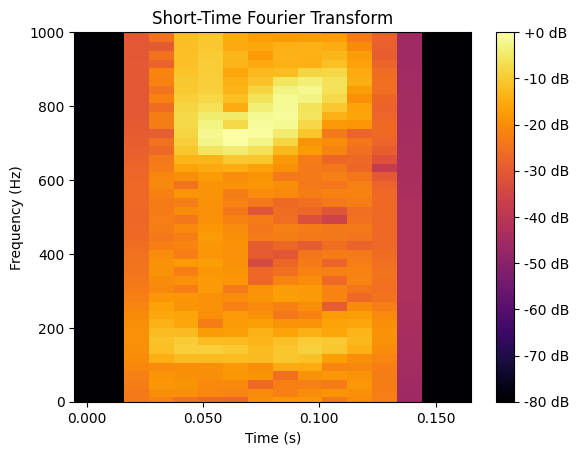 Short-Time Fourier Transform
1000
800
600
400
200
0
Frequency (Hz)
0.000
0.050
0.100
0.150
Time (s)
+0 dB
-10 dB
-20 dB
-30 dB
-40 dB
-50 dB
-60 dB
-70 dB
-80 dB